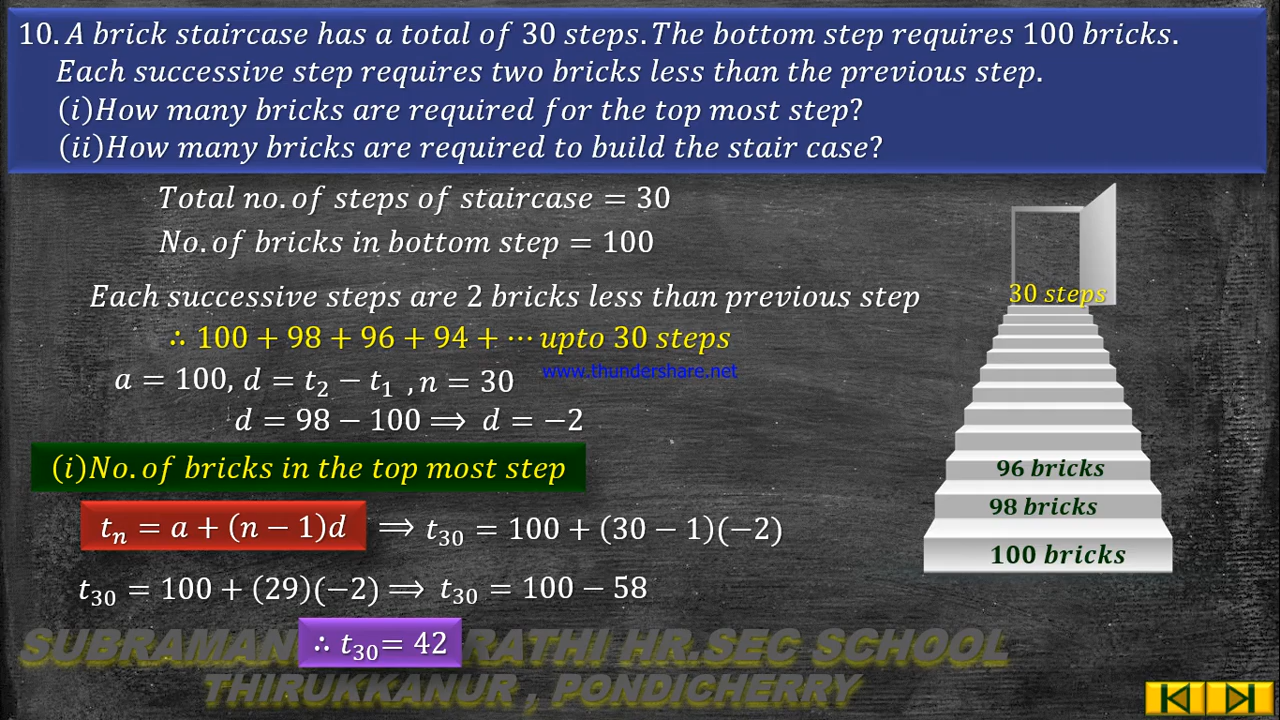 10. A brick staircase has a total of 30 steps. The bottom step requires 100 bricks.
Each successive step requires two bricks less than the previous step.
(i)How many bricks are required for the top most step?
(ii)How many bricks are required to build the stair case?
Total no. of steps of staircase = 30
No. of bricks in bottom step = 100
Each successive steps are 2 bricks less than previous step
∴ 100 + 98 + 96 + 94 + ⋯ upto 30 steps
a = 100, d = t₂ − t₁ , n = 30
www.thundershare.net
d = 98 − 100 ⟹ d = −2
(i)No. of bricks in the top most step
tₙ = a + (n − 1)d ⟹ t₃₀ = 100 + (30 − 1)(−2)
t₃₀ = 100 + (29)(−2) ⟹ t₃₀ = 100 − 58
∴ t₃₀ = 42
30 steps
96 bricks
98 bricks
100 bricks
HR.SEC SCHOOL
THIRUKKANUR , PONDICHERRY